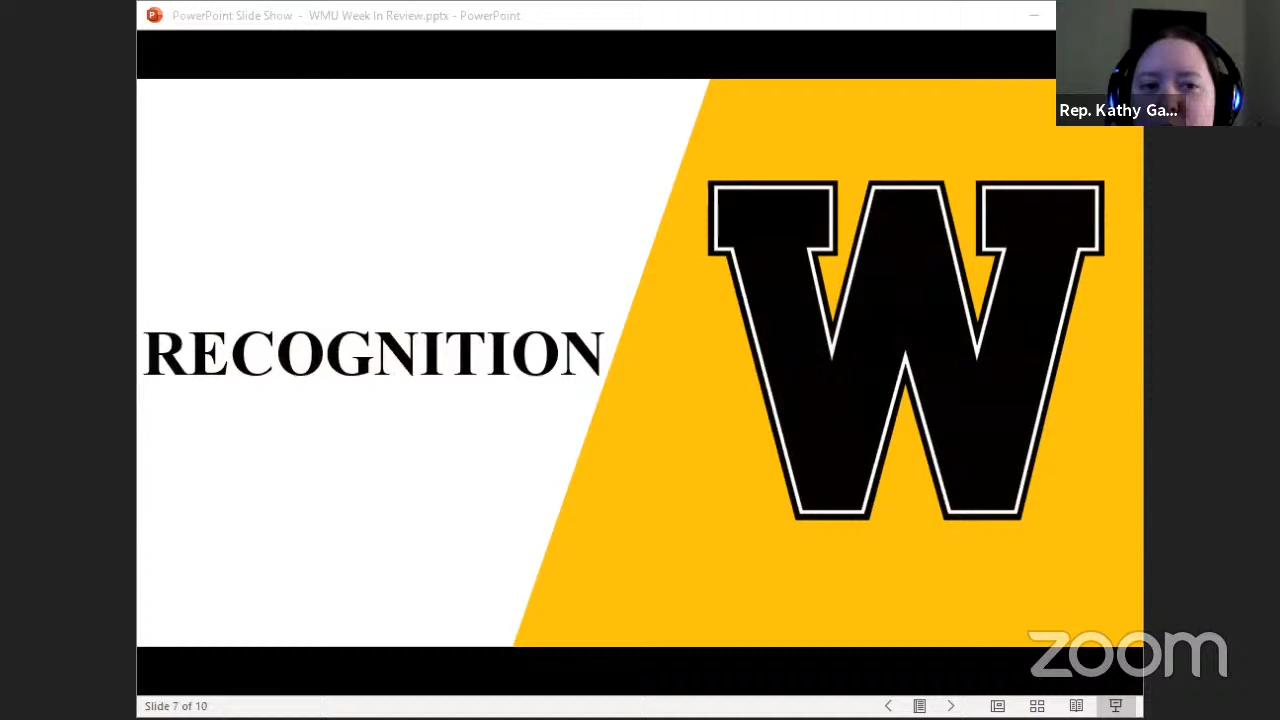 PowerPoint Slide Show - WMU Week In Review.pptx - PowerPoint
Rep. Kathy Ga...
W
RECOGNITION
zoom
Slide 7 of 10